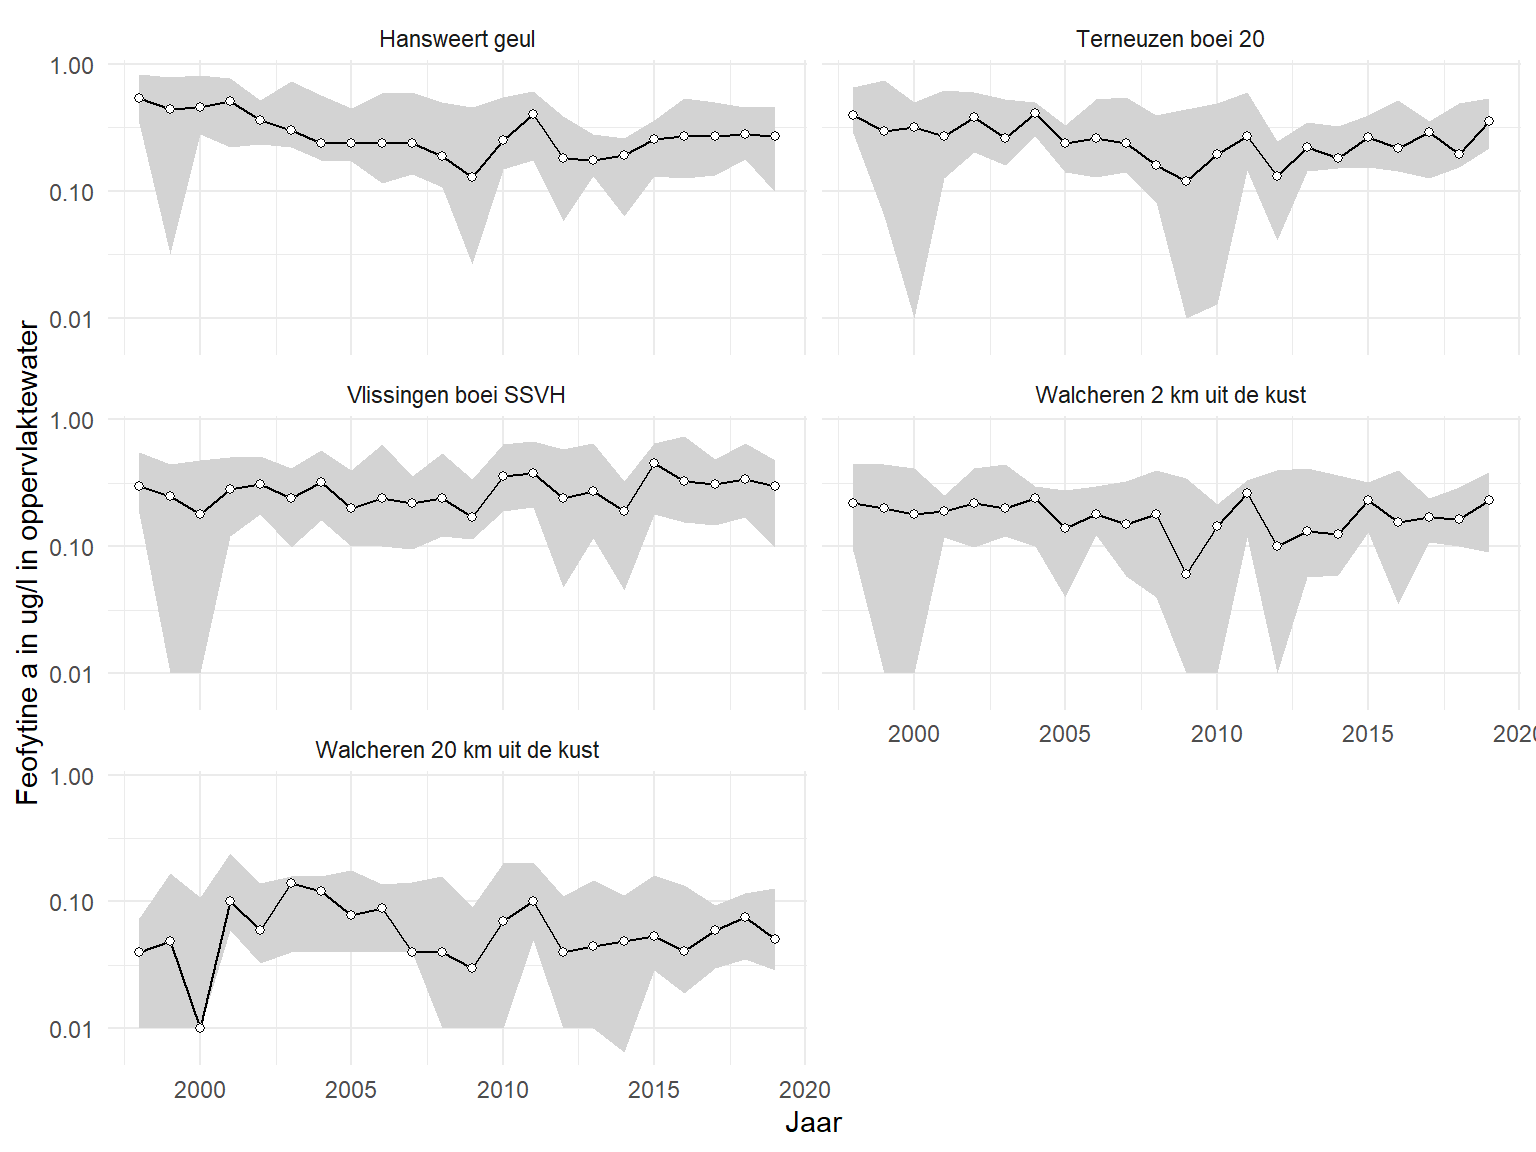 Hansweert geul
Terneuzen boei 20
1.00
0.10
0.01
Vlissingen boei SSVH
Walcheren 2 km uit de kust
1.00
0.10
0.01
2000 2005 2010 2015 2020
Walcheren 20 km uit de kust
1.00
0.10
0.01
2000 2005 2010 2015 2020
Jaar
Feofytine a in ug/l in oppervlaktewater